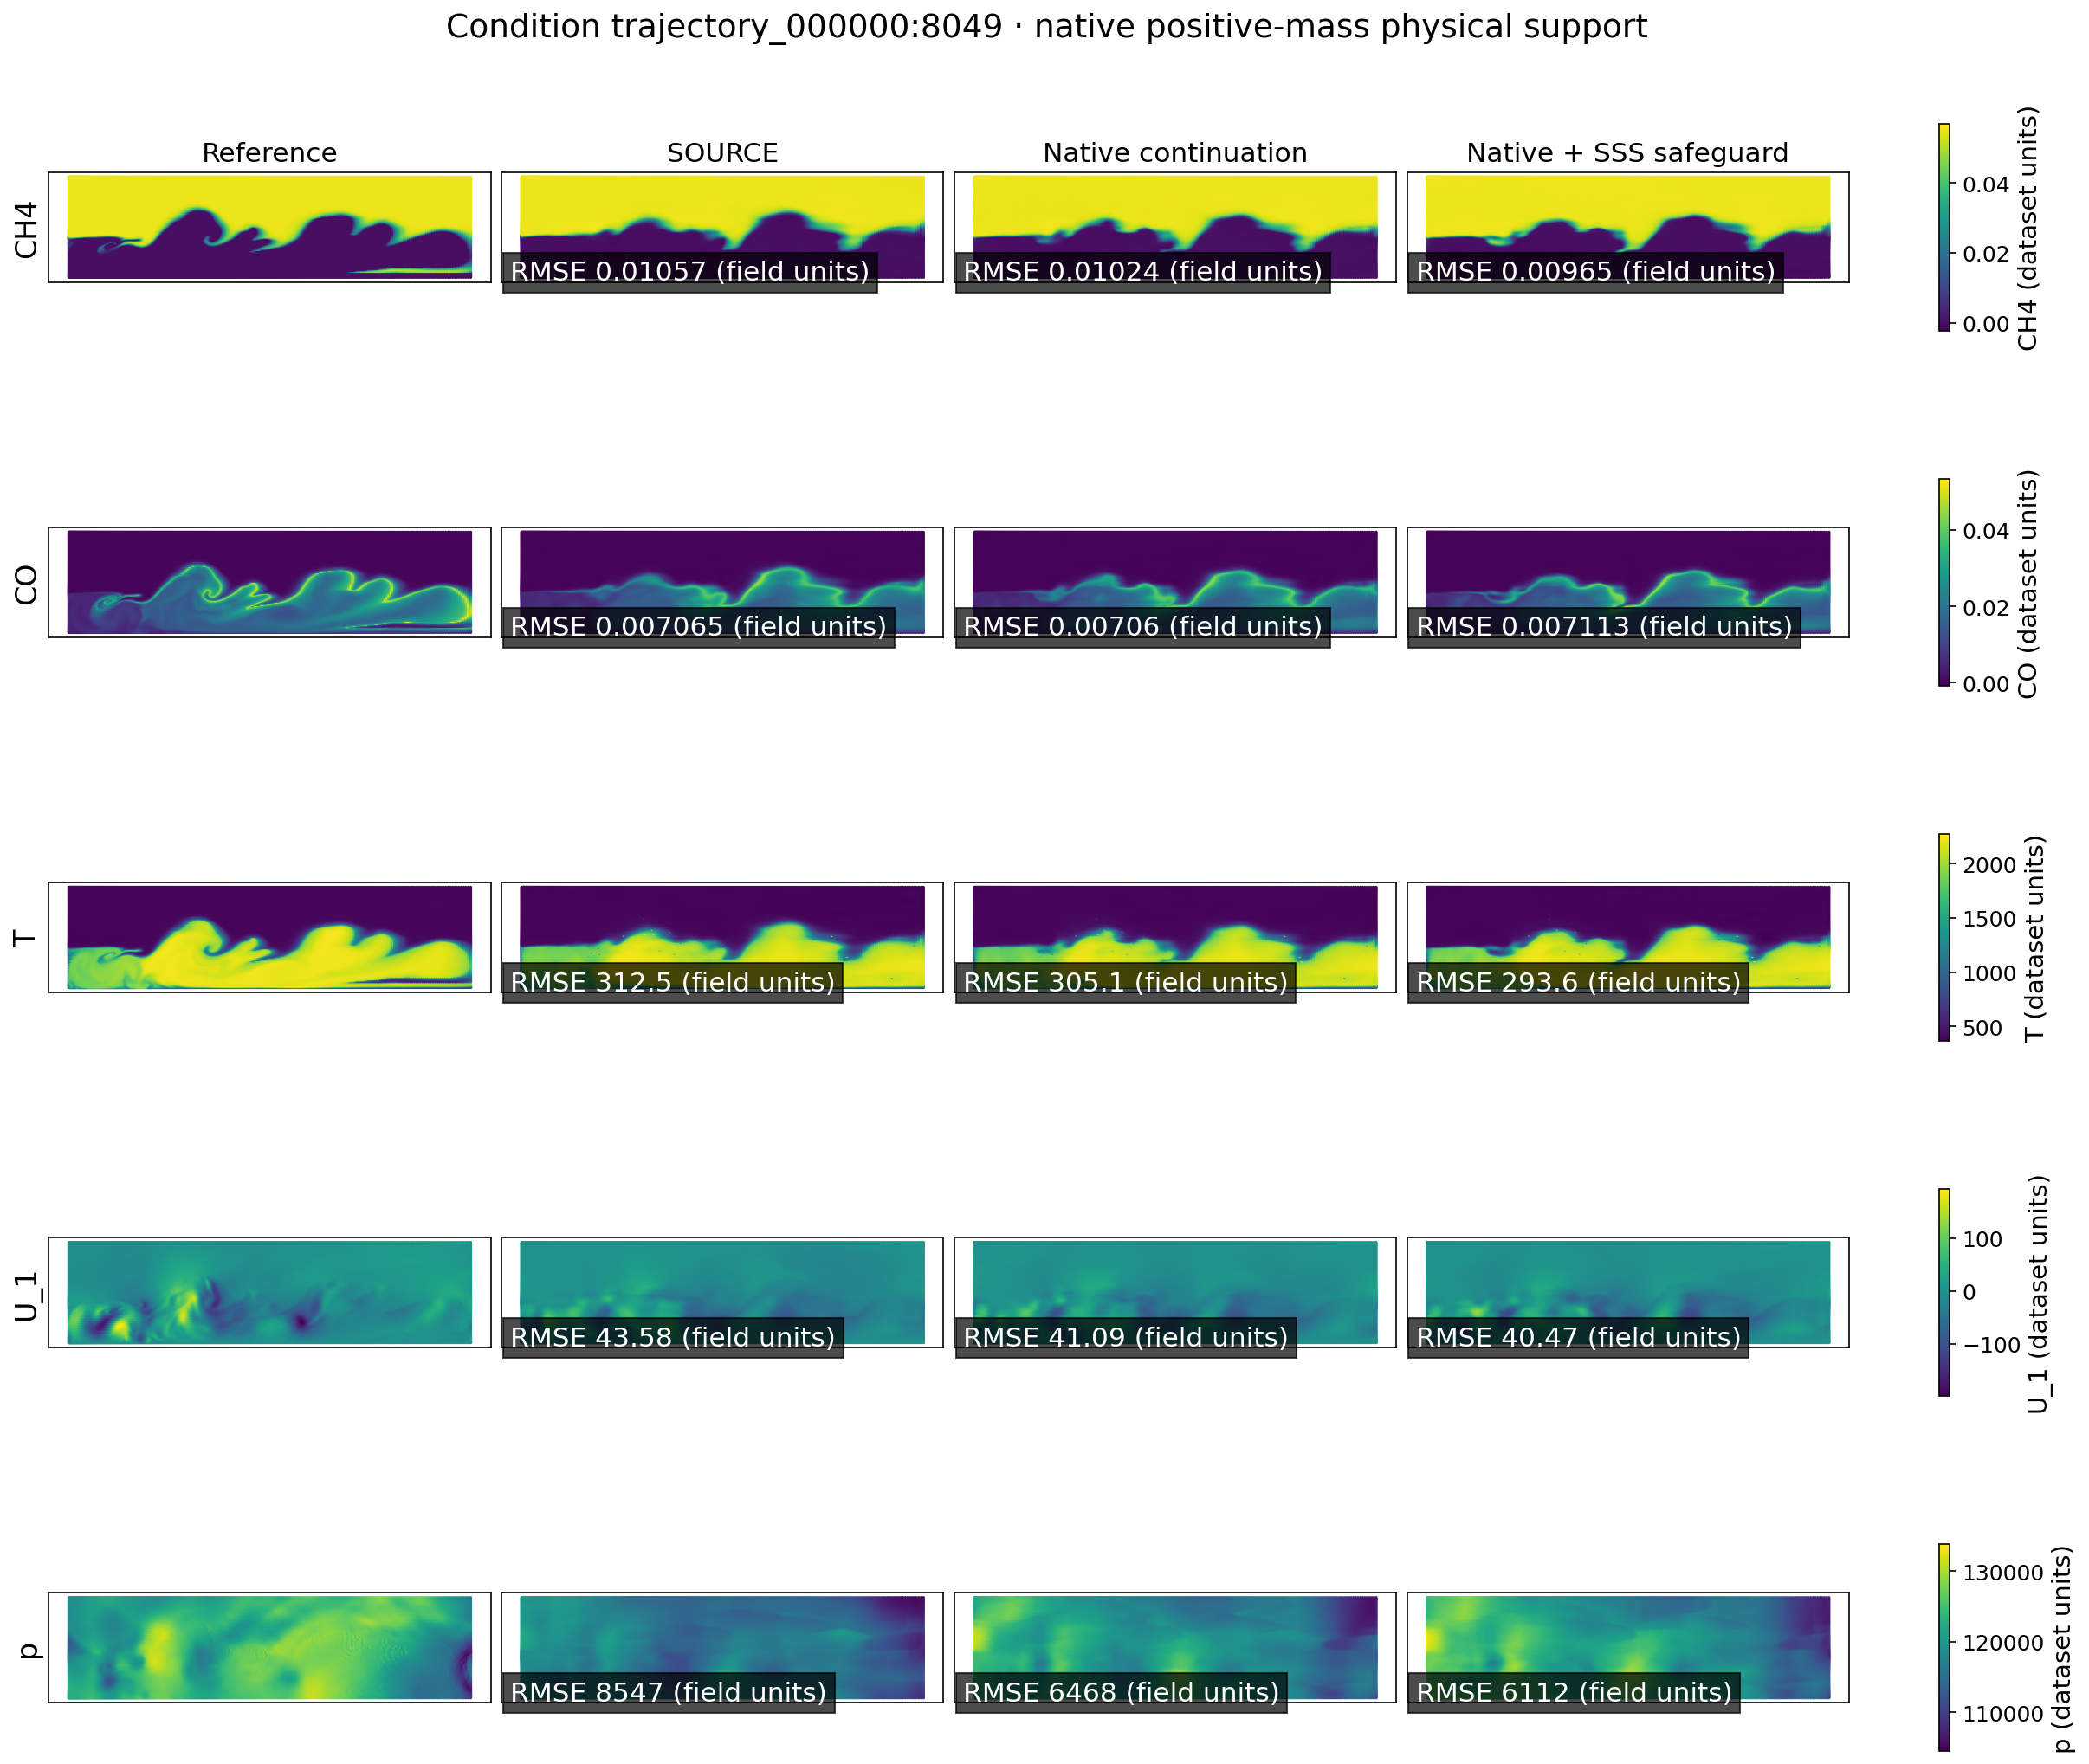 Condition trajectory_000000:8049 · native positive-mass physical support
Reference
SOURCE
Native continuation
Native + SSS safeguard
CH4
RMSE 0.01057 (field units)
RMSE 0.01024 (field units)
RMSE 0.00965 (field units)
0.04
0.02
0.00
CH4 (dataset units)
CO
RMSE 0.007065 (field units)
RMSE 0.00706 (field units)
RMSE 0.007113 (field units)
0.04
0.02
0.00
CO (dataset units)
T
RMSE 312.5 (field units)
RMSE 305.1 (field units)
RMSE 293.6 (field units)
2000
1500
1000
500
T (dataset units)
U_1
RMSE 43.58 (field units)
RMSE 41.09 (field units)
RMSE 40.47 (field units)
100
0
−100
U_1 (dataset units)
p
RMSE 8547 (field units)
RMSE 6468 (field units)
RMSE 6112 (field units)
130000
120000
110000
p (dataset units)